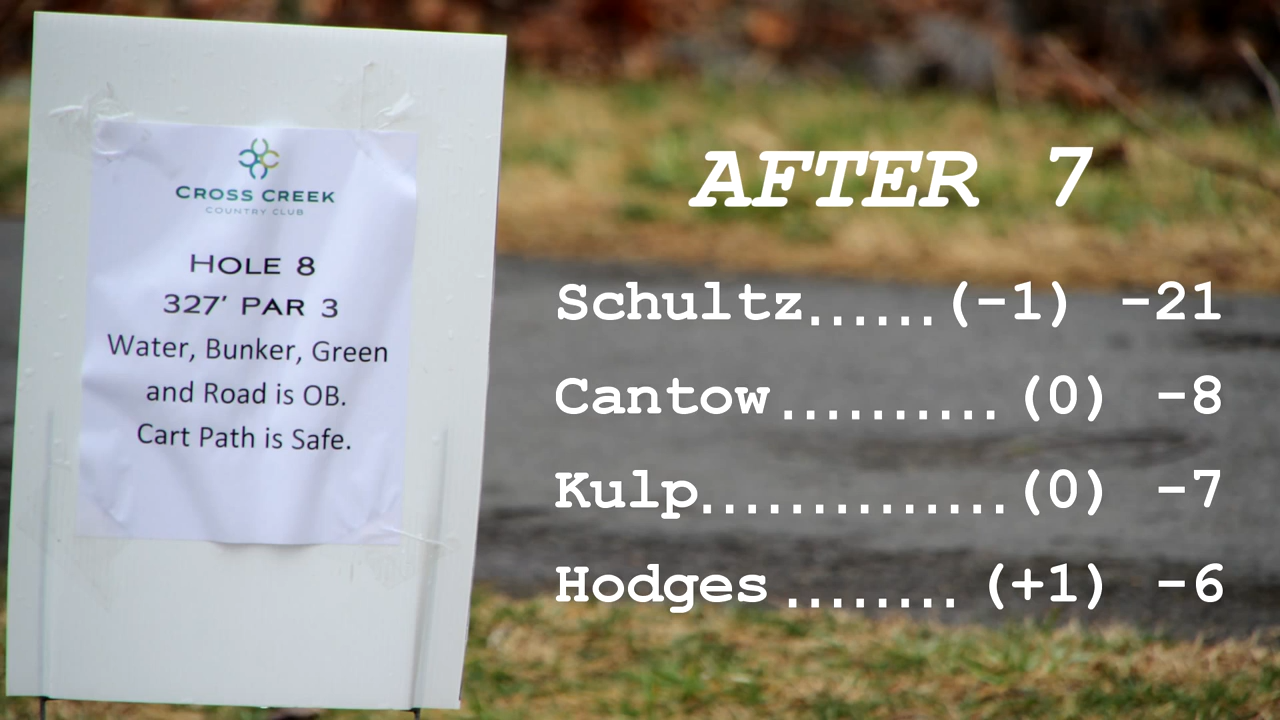 CROSS CREEK
COUNTRY CLUB
HOLE 8
327' PAR 3
Water, Bunker, Green
and Road is OB.
Cart Path is Safe.
AFTER 7
Schultz......(-1) -21
Cantow..........(0) -8
Kulp..............(0) -7
Hodges........(+1) -6